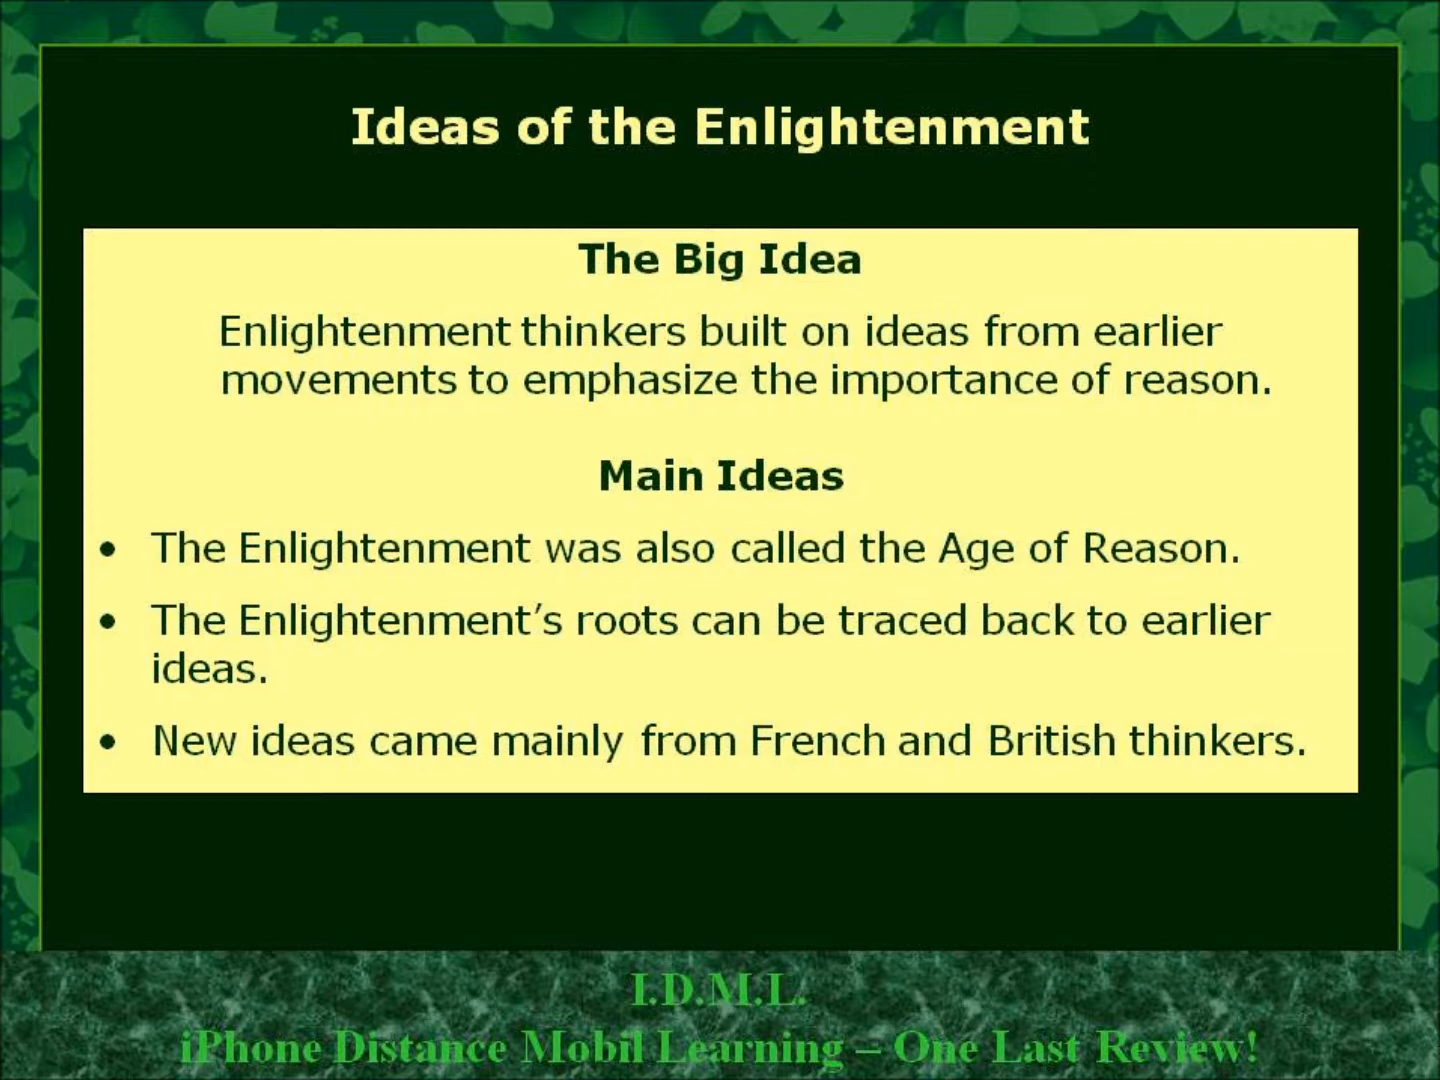 Ideas of the Enlightenment
The Big Idea
Enlightenment thinkers built on ideas from earlier
movements to emphasize the importance of reason.
Main Ideas
• The Enlightenment was also called the Age of Reason.
• The Enlightenment’s roots can be traced back to earlier
ideas.
• New ideas came mainly from French and British thinkers.
I.D.M.L.
iPhone Distance Mobil Learning – One Last Review!